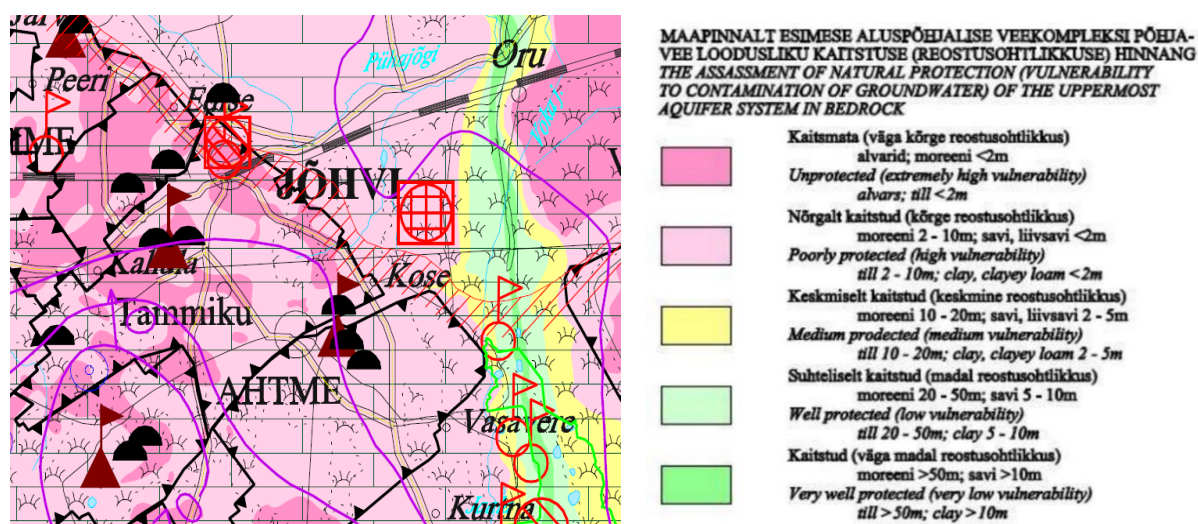 Peeri
Pühajõgi
Oru
Edise
JÕHVI
Kose
Tammiku
AHTME
Vasavere
Kurtna
MAAPINNALT ESIMESE ALUSPÕHJALISE VEEKOMPLEKSI PÕHJA-
VEE LOODUSLIKU KAITSTUSE (REOSTUSOHTLIKKUSE) HINNANG
THE ASSASSMENT OF NATURAL PROTECTION (VULNERABILITY
TO CONTAMINATION OF GROUNDWATER) OF THE UPPERMOST
AQUIFER SYSTEM IN BEDROCK
Kaitsmata (väga kõrge reostusohtlikkus)
alvarid; moreeni <2m
Unprotected (extremely high vulnerability)
alvars; till <2m
Nõrgalt kaitstud (kõrge reostusohtlikkus)
moreeni 2 - 10m; savi, liivsavi <2m
Poorly protected (high vulnerability)
till 2 - 10m; clay, clayey loam <2m
Keskmiselt kaitstud (keskmine reostusohtlikkus)
moreeni 10 - 20m; savi, liivsavi 2 - 5m
Medium prodected (medium vulnerability)
till 10 - 20m; clay, clayey loam 2 - 5m
Suhteliselt kaitstud (madal reostusohtlikkus)
moreeni 20 - 50m; savi 5 - 10m
Well protected (low vulnerability)
till 20 - 50m; clay 5 - 10m
Kaitstud (väga madal reostusohtlikkus)
moreeni >50m; savi >10m
Very well protected (very low vulnerability)
till >50m; clay >10m